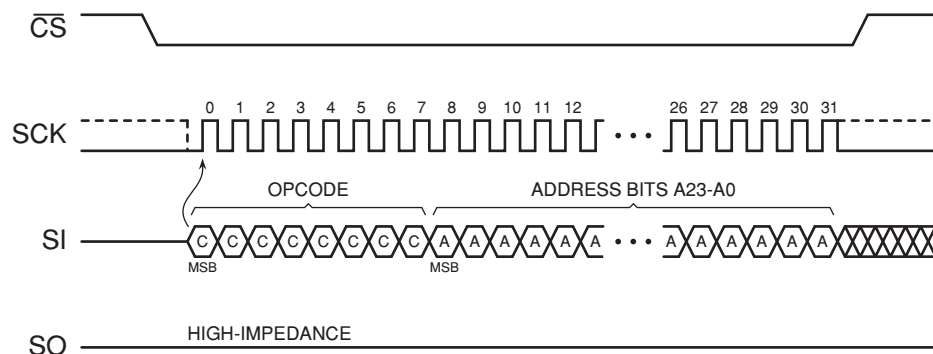 CS
SCK
0 1 2 3 4 5 6 7 8 9 10 11 12 26 27 28 29 30 31
• • •
OPCODE
ADDRESS BITS A23-A0
SI
C C C C C C C C A A A A A A • • • A A A A A A
MSB
MSB
SO
HIGH-IMPEDANCE